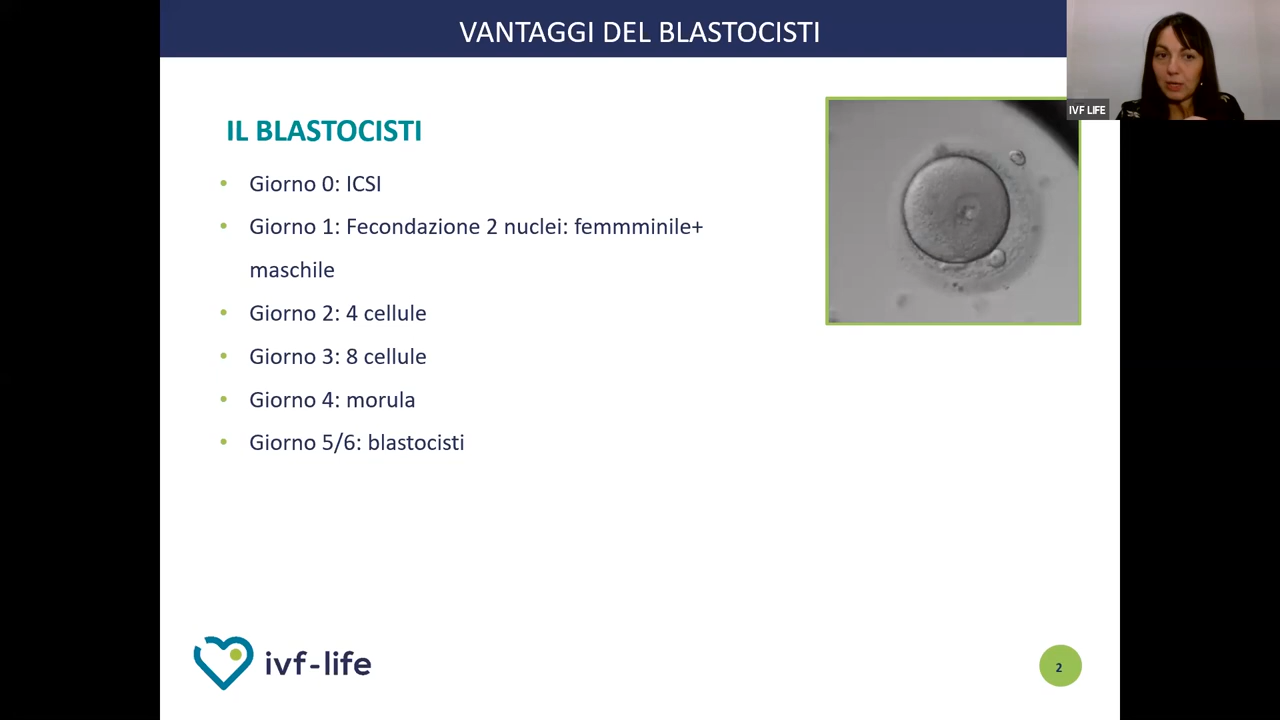 VANTAGGI DEL BLASTOCISTI
IVF LIFE
IL BLASTOCISTI
• Giorno 0: ICSI
• Giorno 1: Fecondazione 2 nuclei: femmminile+
maschile
• Giorno 2: 4 cellule
• Giorno 3: 8 cellule
• Giorno 4: morula
• Giorno 5/6: blastocisti
ivf-life
2